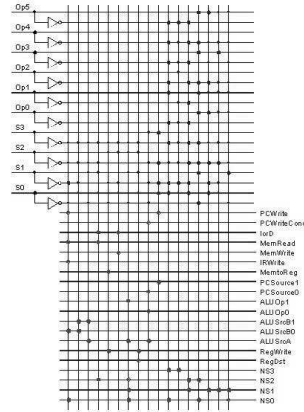 Op5
Op4
Op3
Op2
Op1
Op0
S3
S2
S1
S0
PCWrite
PCWriteCond
IorD
MemRead
MemWrite
IRWrite
MemtoReg
PCSource1
PCSource0
ALUOp1
ALUOp0
ALUSrcB1
ALUSrcB0
ALUSrcA
RegWrite
RegDst
NS3
NS2
NS1
NS0